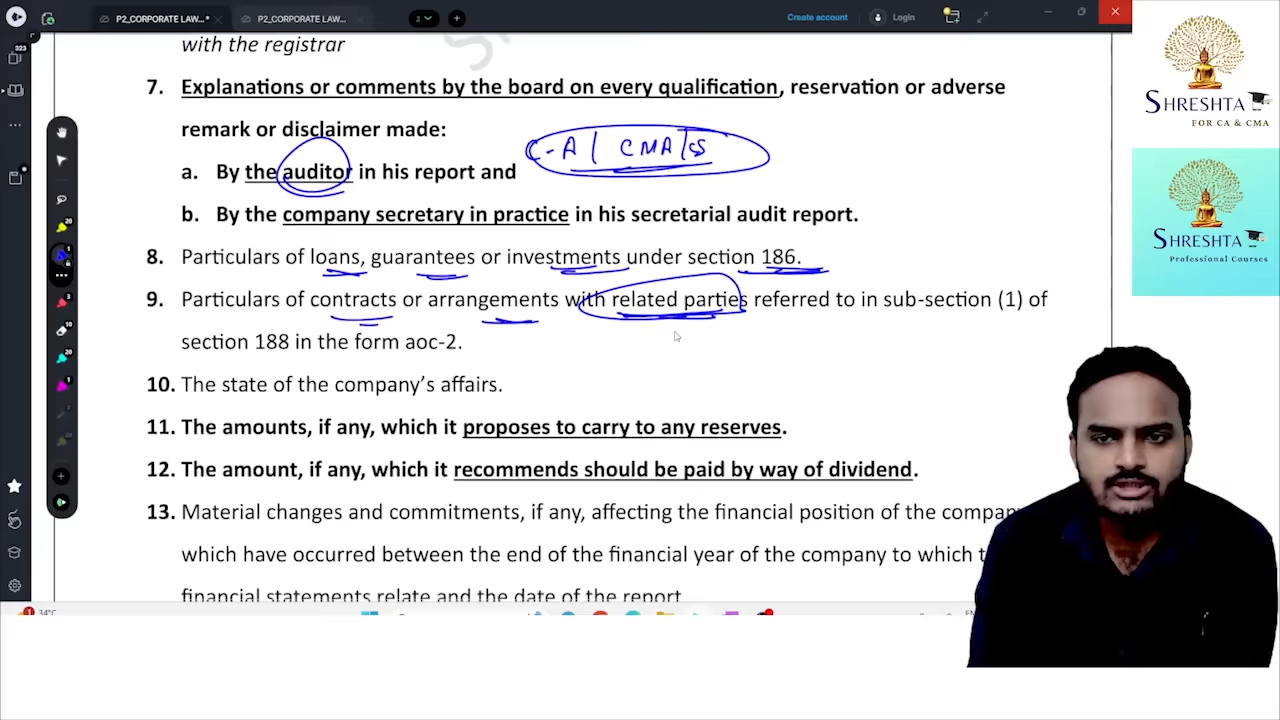 P2_CORPORATE LAW...*
P2_CORPORATE LAW...
2
Create account
Login
323
with the registrar
7. Explanations or comments by the board on every qualification, reservation or adverse
remark or disclaimer made:
C-A | CMA | CS
a. By the auditor in his report and
b. By the company secretary in practice in his secretarial audit report.
8. Particulars of loans, guarantees or investments under section 186.
9. Particulars of contracts or arrangements with related parties referred to in sub-section (1) of
section 188 in the form aoc-2.
10. The state of the company’s affairs.
11. The amounts, if any, which it proposes to carry to any reserves.
12. The amount, if any, which it recommends should be paid by way of dividend.
13. Material changes and commitments, if any, affecting the financial position of the company
which have occurred between the end of the financial year of the company to which
financial statements relate and the date of the report
34°C
SHRESHTA
FOR CA & CMA
SHRESHTA
Professional Courses